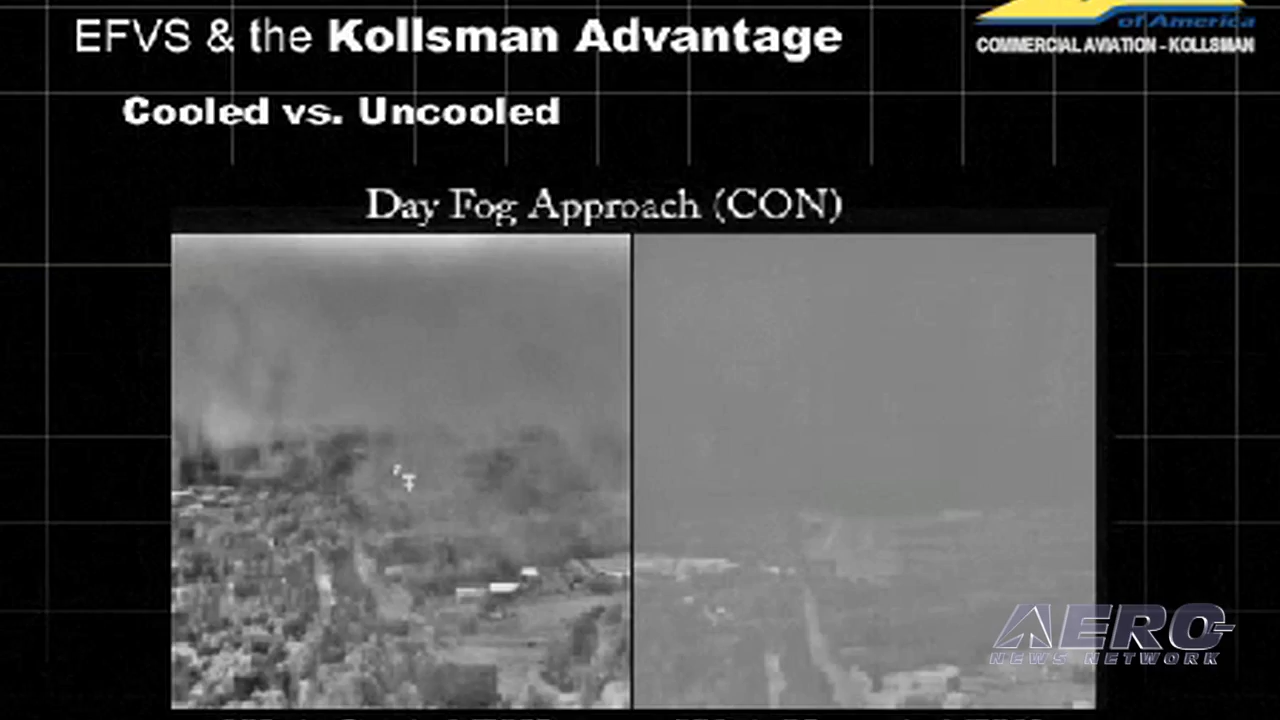 EFVS & the Kollsman Advantage
of America
COMMERCIAL AVIATION - KOLLSMAN
Cooled vs. Uncooled
Day Fog Approach (CON)
AERO
NEWS NETWORK